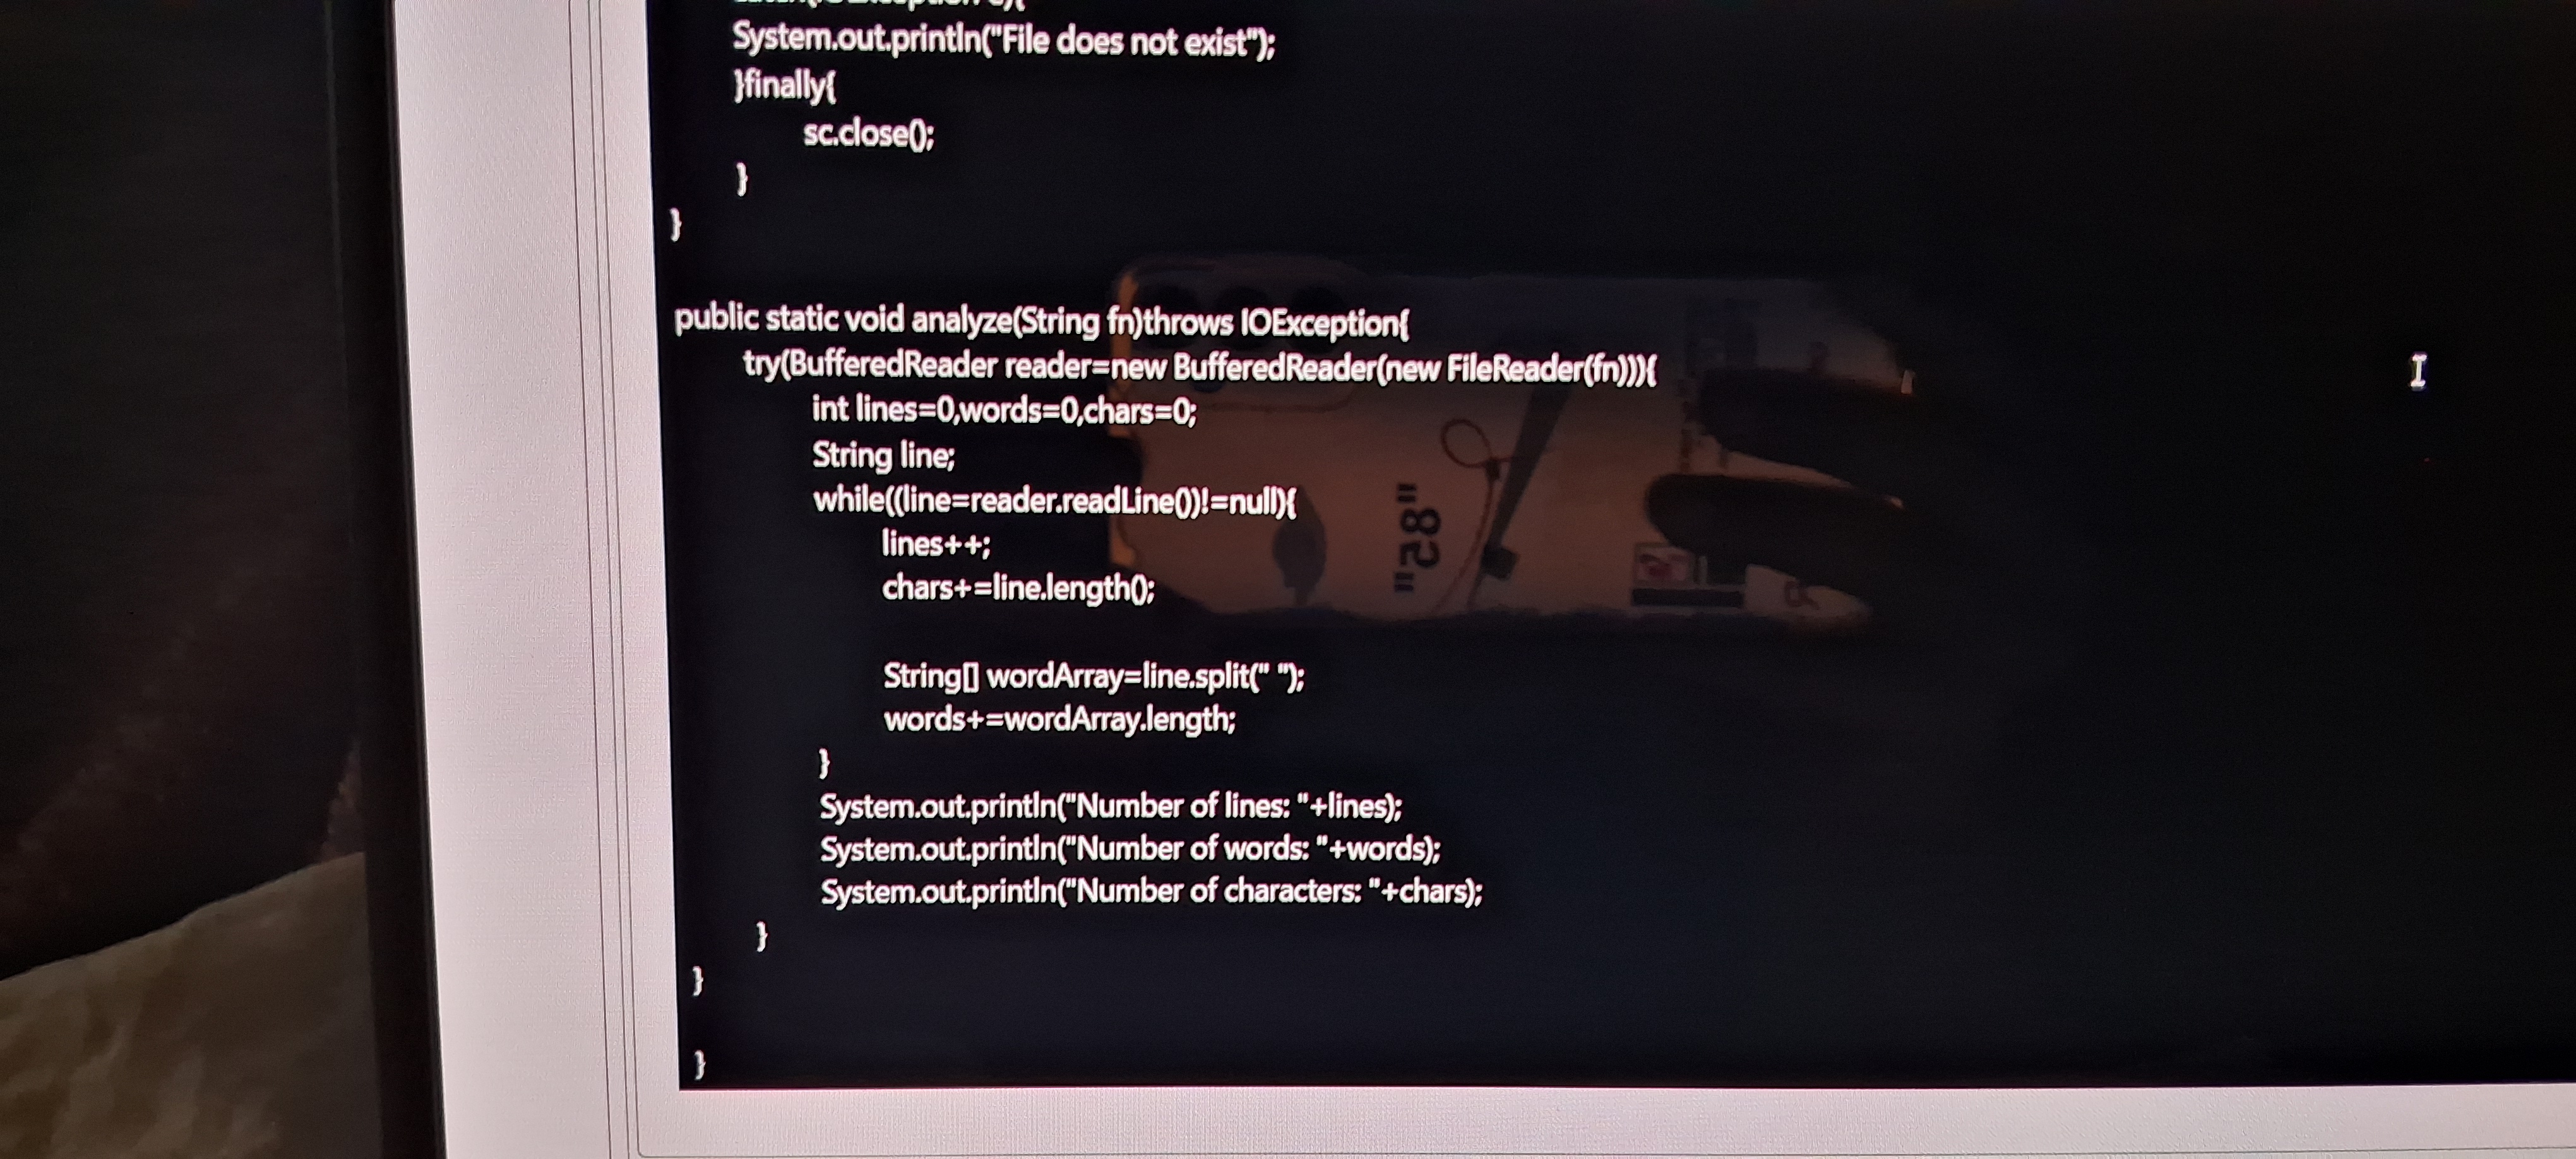 System.out.println("File does not exist");
}finally{
sc.close();
}
}
public static void analyze(String fn)throws IOException{
try(BufferedReader reader=new BufferedReader(new FileReader(fn))){
int lines=0,words=0,chars=0;
String line;
while((line=reader.readLine())!=null){
lines++;
chars+=line.length();
String[] wordArray=line.split(" ");
words+=wordArray.length;
}
System.out.println("Number of lines: "+lines);
System.out.println("Number of words: "+words);
System.out.println("Number of characters: "+chars);
}
}
}
"85"